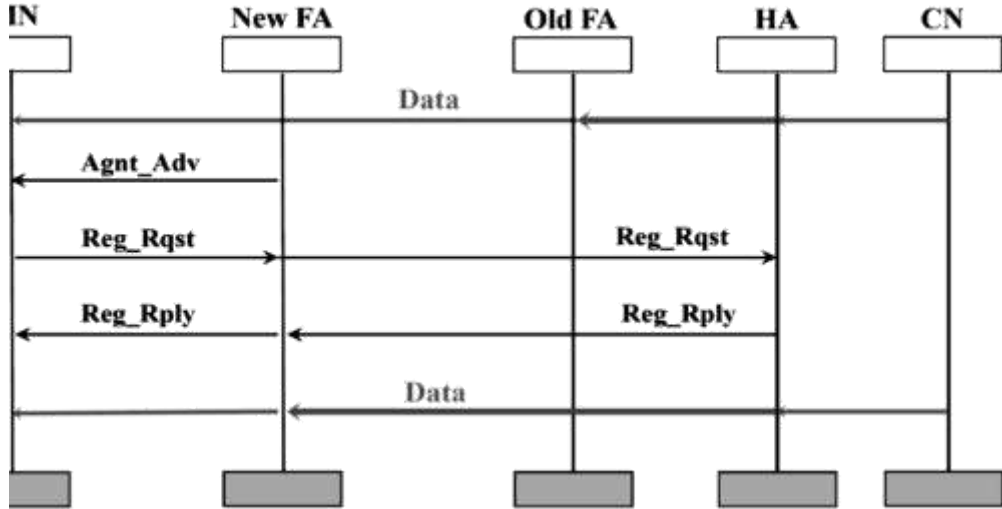 IN New FA Old FA HA CN
Data
Agnt_Adv
Reg_Rqst Reg_Rqst
Reg_Rply Reg_Rply
Data